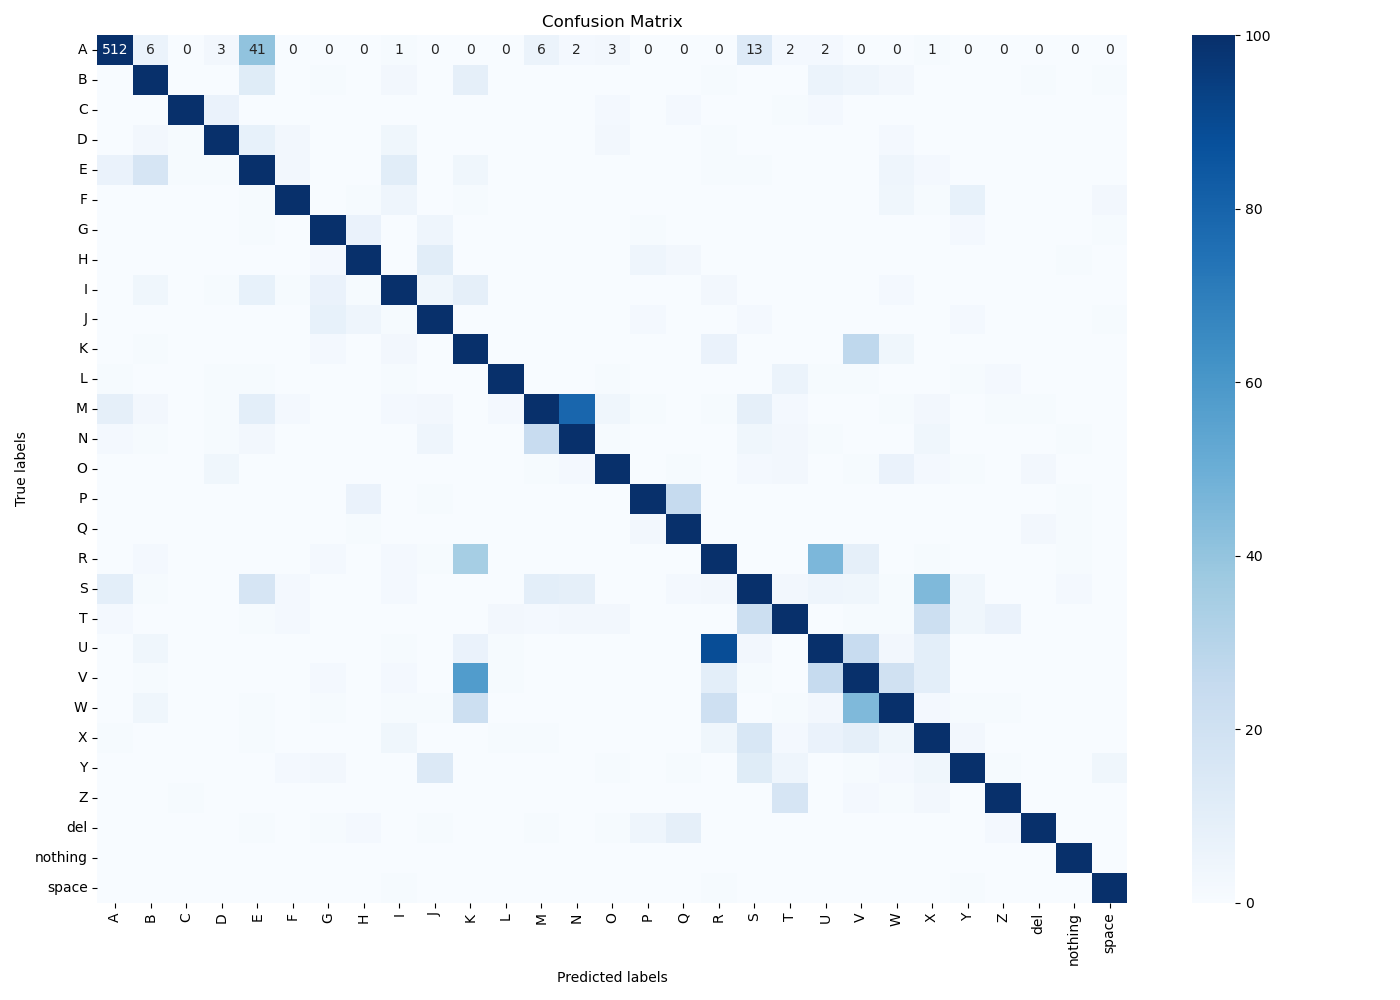 Confusion Matrix
A 512 6 0 3 41 0 0 0 1 0 0 0 6 2 3 0 0 0 13 2 2 0 0 1 0 0 0 0 0
B
C
D
E
F
G
H
I
J
K
L
M
N
O
P
Q
R
S
T
U
V
W
X
Y
Z
del
nothing
space
True labels
A B C D E F G H I J K L M N O P Q R S T U V W X Y Z del nothing space
Predicted labels
100
80
60
40
20
0